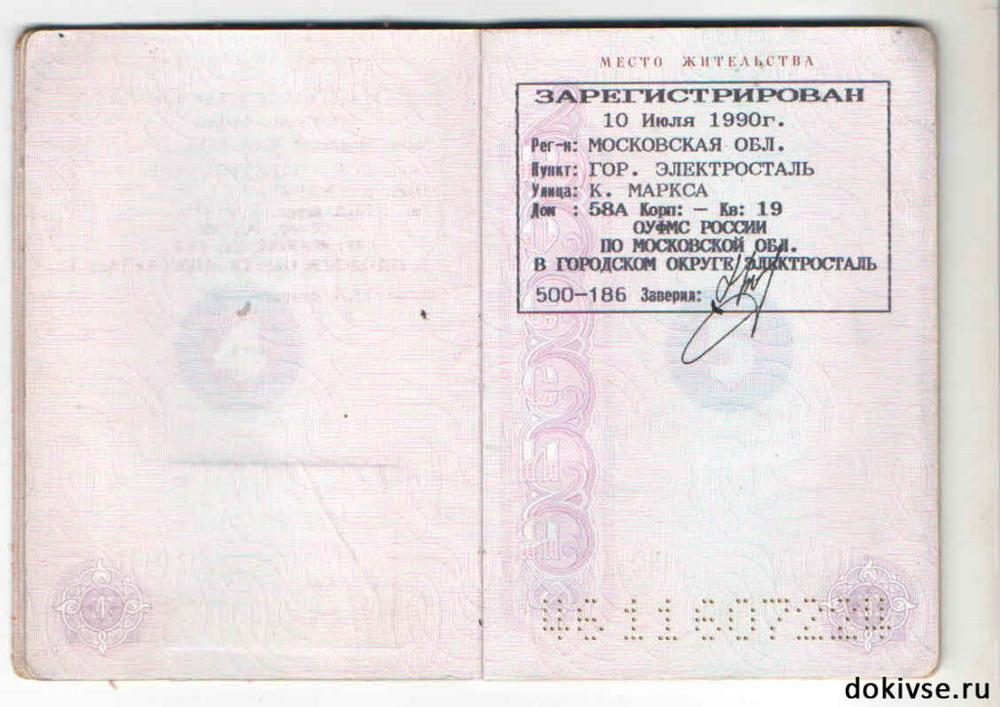 МЕСТО ЖИТЕЛЬСТВА
ЗАРЕГИСТРИРОВАН
10 Июля 1990г.
Рег-н: МОСКОВСКАЯ ОБЛ.
Пункт: ГОР. ЭЛЕКТРОСТАЛЬ
Улица: К. МАРКСА
Дом : 58А Корп: — Кв: 19
ОУФМС РОССИИ
ПО МОСКОВСКОЙ ОБЛ.
В ГОРОДСКОМ ОКРУГЕ ЭЛЕКТРОСТАЛЬ
500-186 Заверил:
dokivse.ru